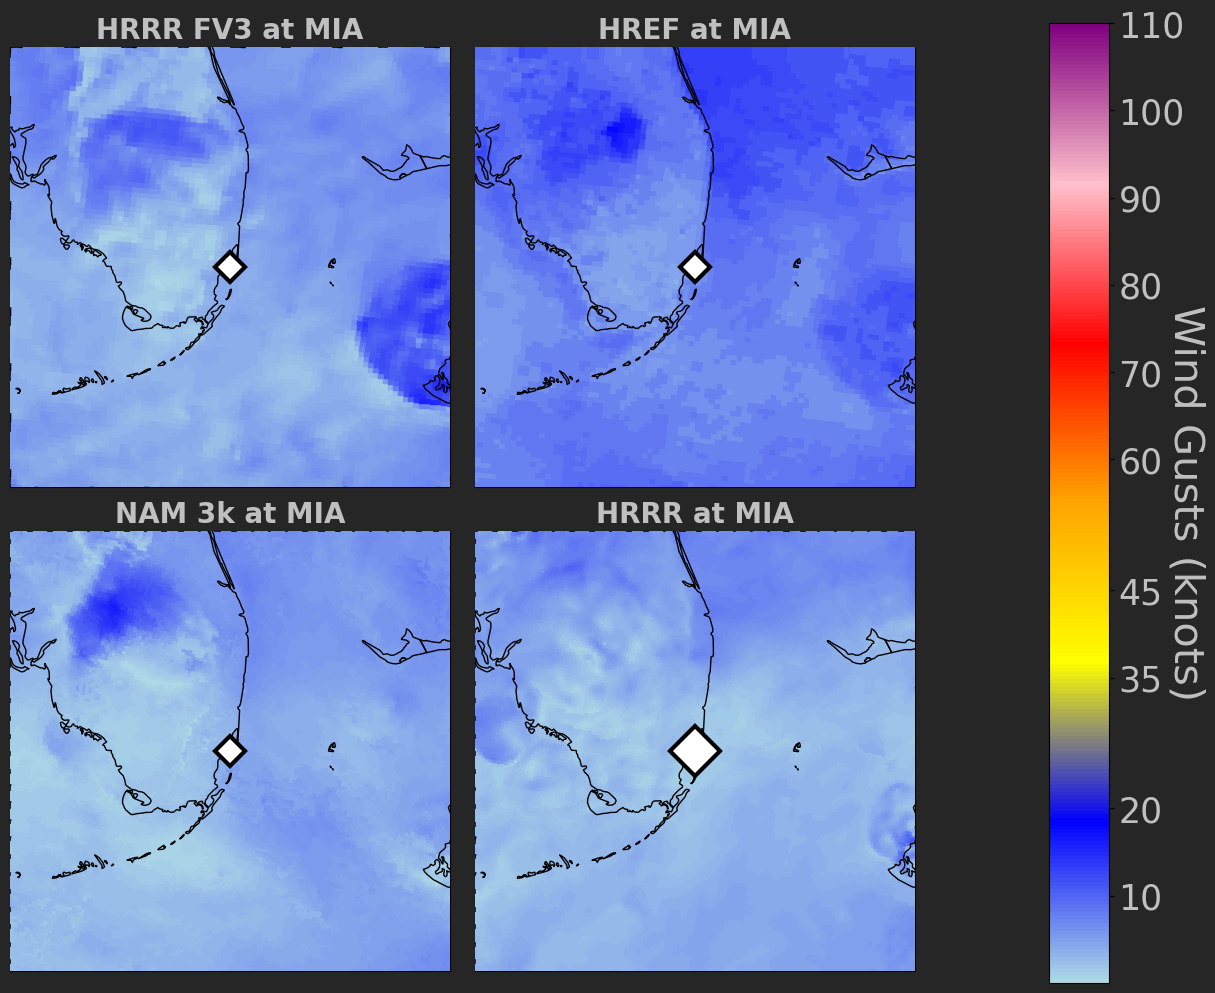 HRRR FV3 at MIA
HREF at MIA
NAM 3k at MIA
HRRR at MIA
110
100
90
80
70
60
45
35
20
10
Wind Gusts (knots)